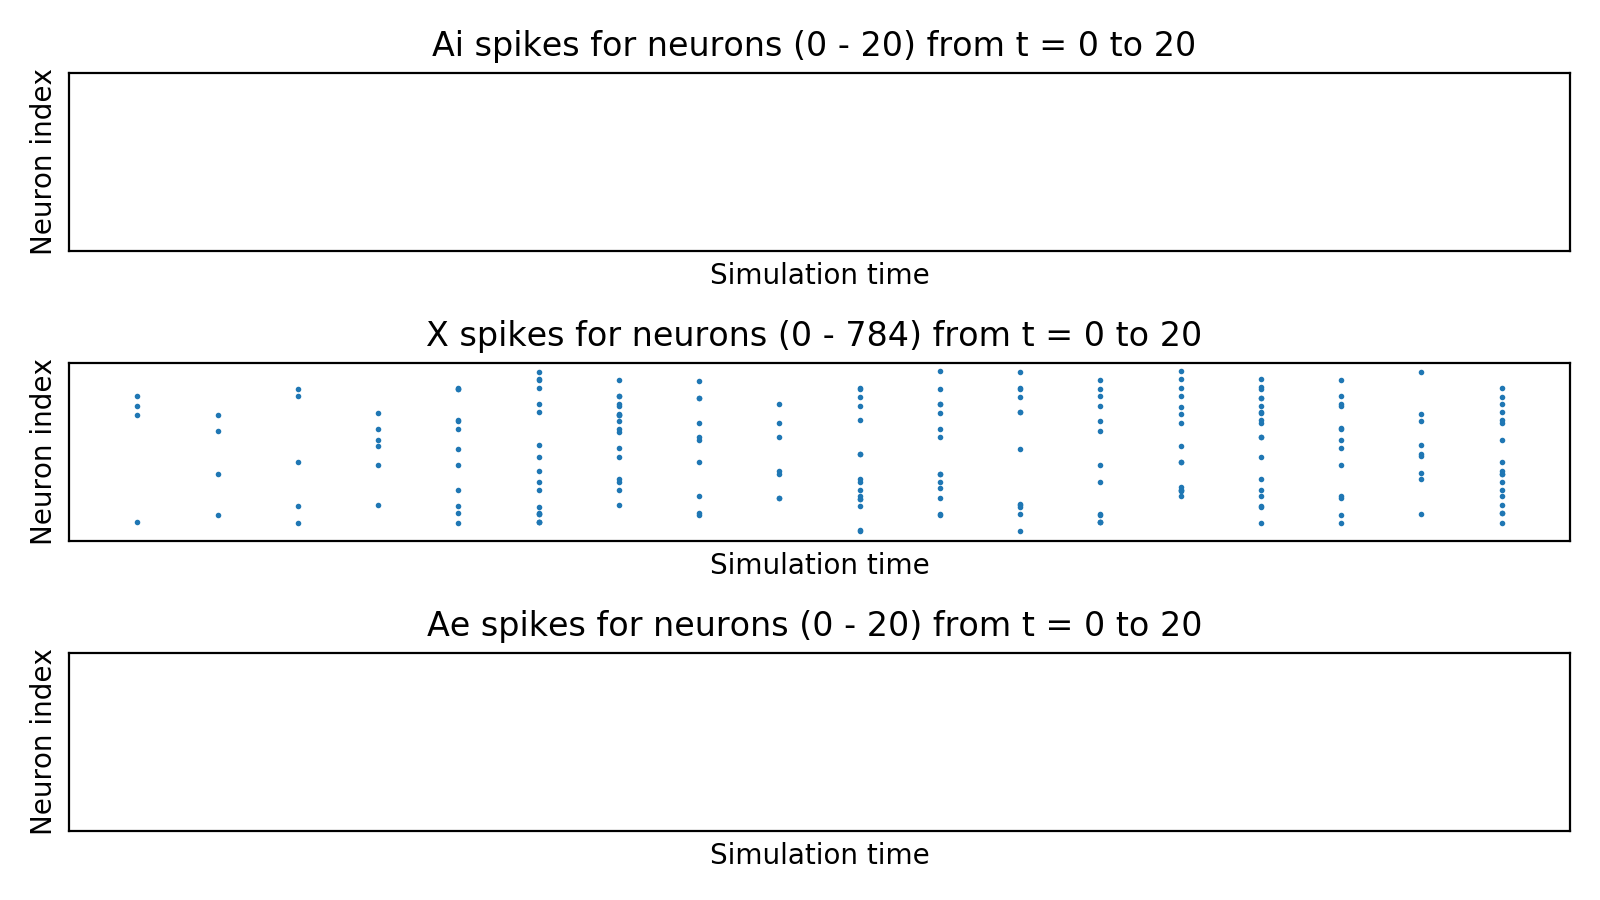 Ai spikes for neurons (0 - 20) from t = 0 to 20
Neuron index
Simulation time
X spikes for neurons (0 - 784) from t = 0 to 20
Neuron index
Simulation time
Ae spikes for neurons (0 - 20) from t = 0 to 20
Neuron index
Simulation time